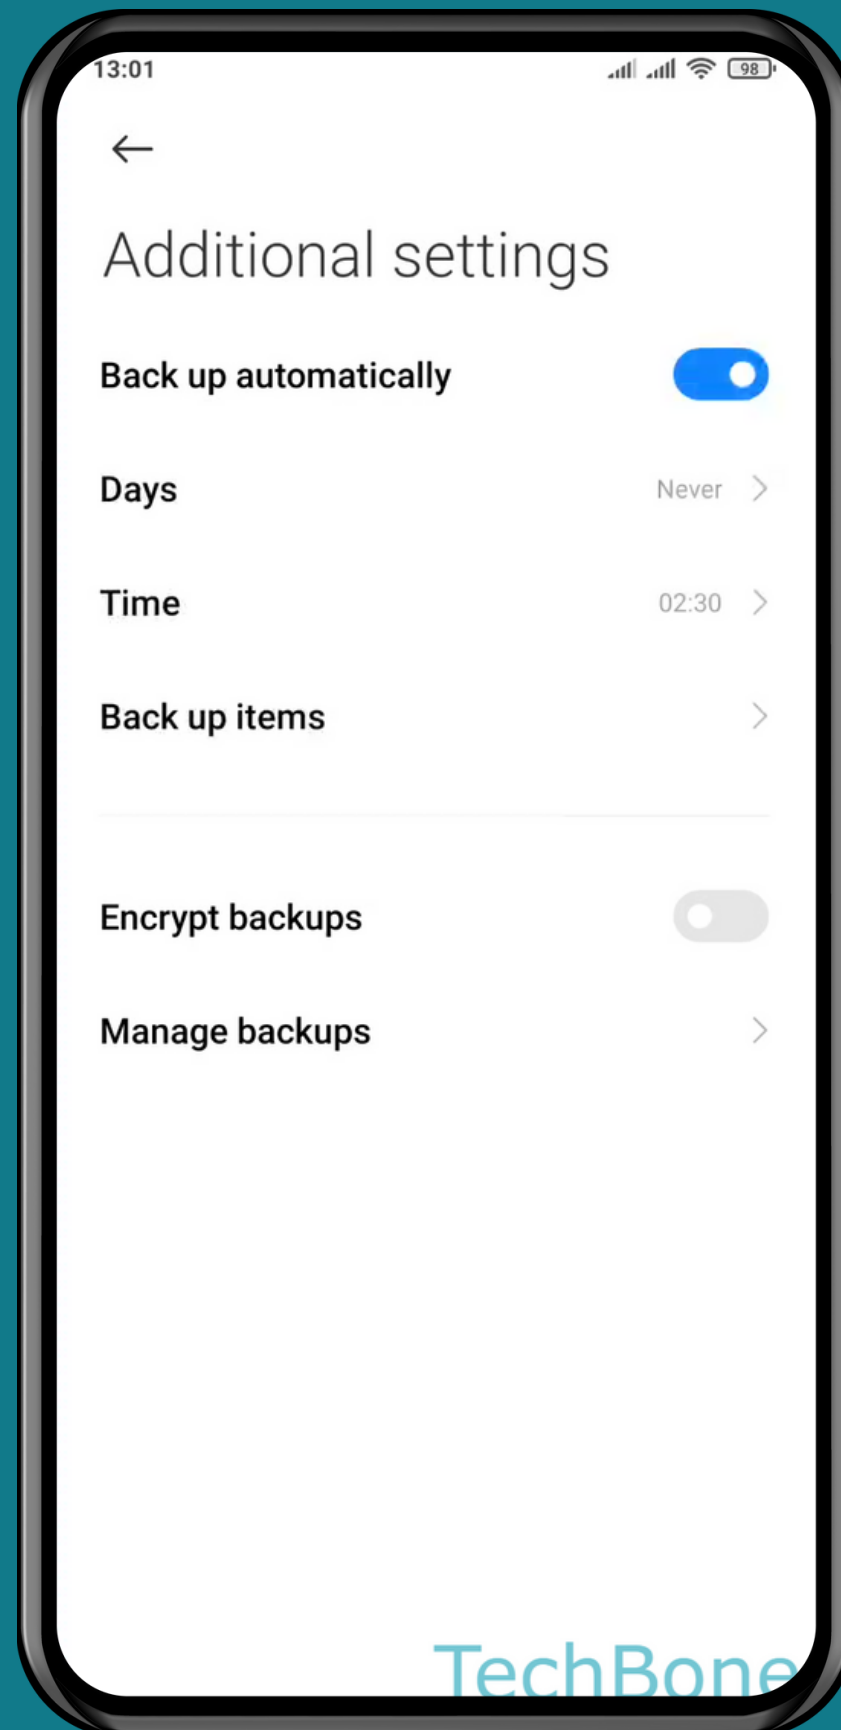 13:01 98
Additional settings
Back up automatically
Days Never
Time 02:30
Back up items
Encrypt backups
Manage backups
TechBone